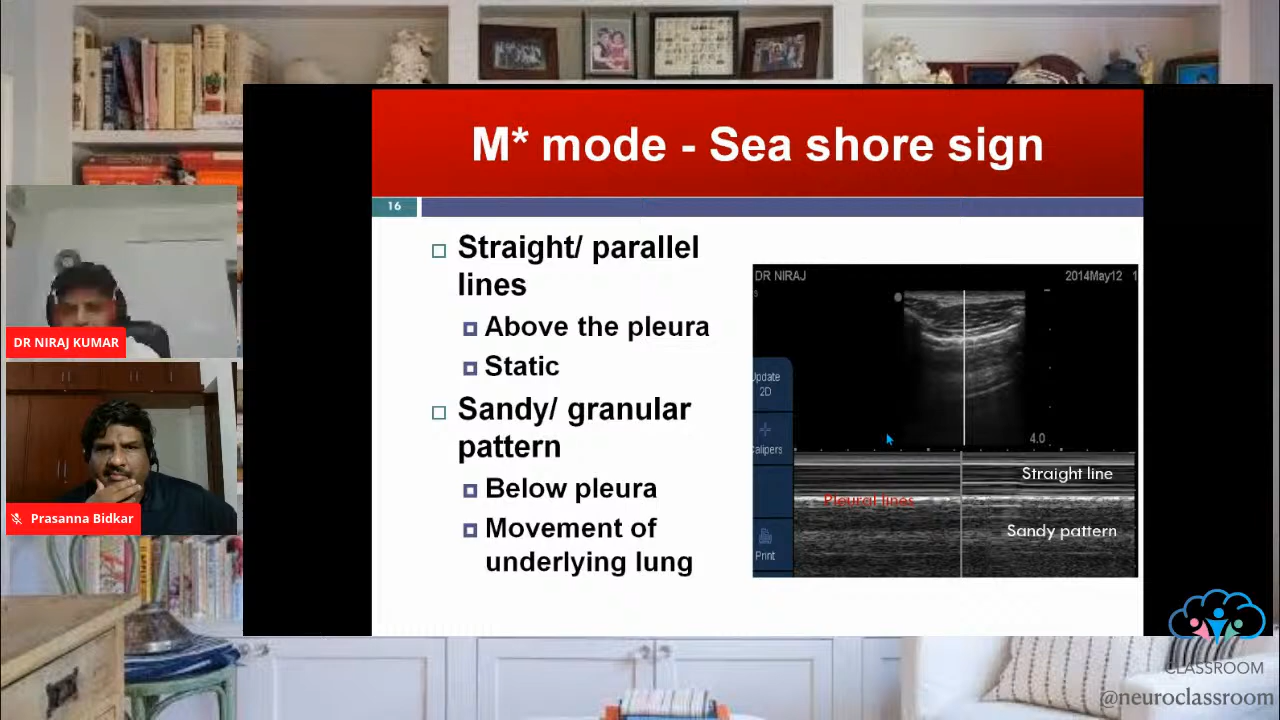 M* mode - Sea shore sign
16
Straight/ parallel
lines
Above the pleura
Static
Sandy/ granular
pattern
Below pleura
Movement of
underlying lung
DR NIRAJ
2014May12 1
s
Update
2D
Calipers
Print
4.0
Straight line
Pleural lines
Sandy pattern
DR NIRAJ KUMAR
Prasanna Bidkar
CLASSROOM
@neuroclassroom